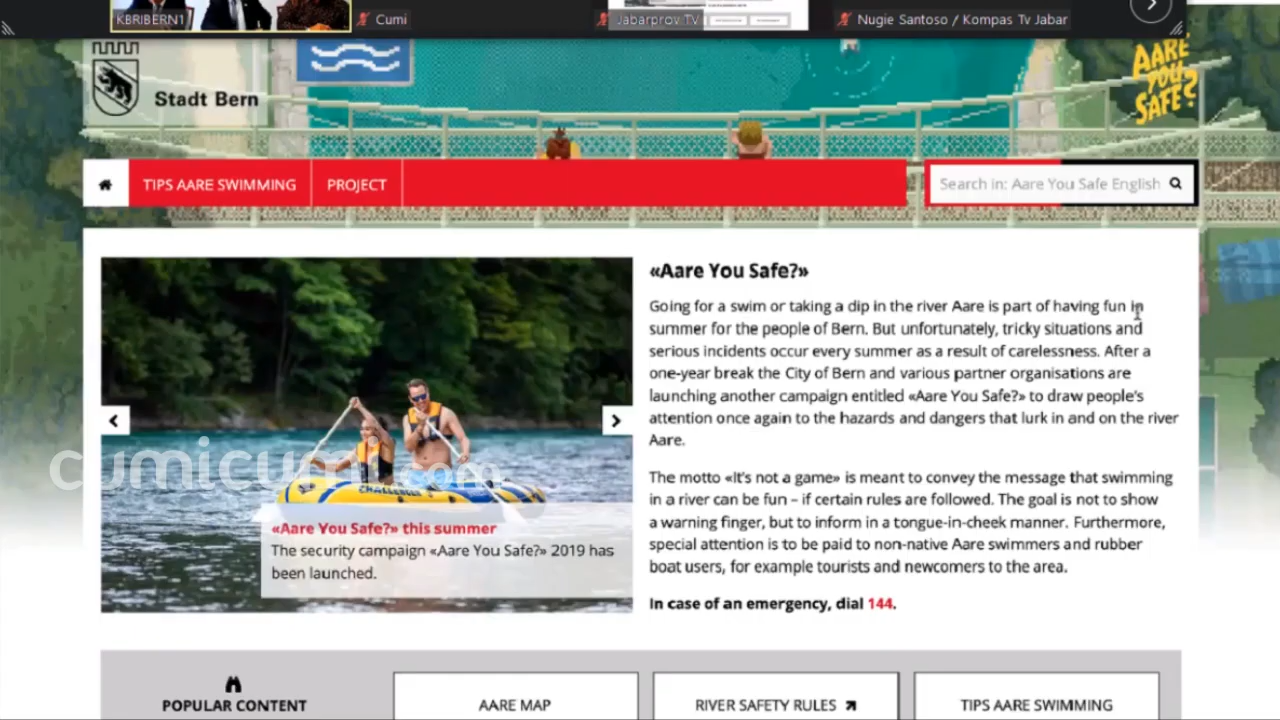 KBRIBERN1
Cumi
Jabarprov TV
Nugie Santoso / Kompas Tv Jabar
AARE
YOU
SAFE?
Stadt Bern
TIPS AARE SWIMMING
PROJECT
Search in: Aare You Safe English
«Aare You Safe?»
Going for a swim or taking a dip in the river Aare is part of having fun in
summer for the people of Bern. But unfortunately, tricky situations and
serious incidents occur every summer as a result of carelessness. After a
one-year break the City of Bern and various partner organisations are
launching another campaign entitled «Aare You Safe?» to draw people's
attention once again to the hazards and dangers that lurk in and on the river
Aare.
The motto «It's not a game» is meant to convey the message that swimming
in a river can be fun – if certain rules are followed. The goal is not to show
a warning finger, but to inform in a tongue-in-cheek manner. Furthermore,
special attention is to be paid to non-native Aare swimmers and rubber
boat users, for example tourists and newcomers to the area.
In case of an emergency, dial 144.
cumicumi.com
CHALLENGER
«Aare You Safe?» this summer
The security campaign «Aare You Safe?» 2019 has
been launched.
POPULAR CONTENT
AARE MAP
RIVER SAFETY RULES
TIPS AARE SWIMMING